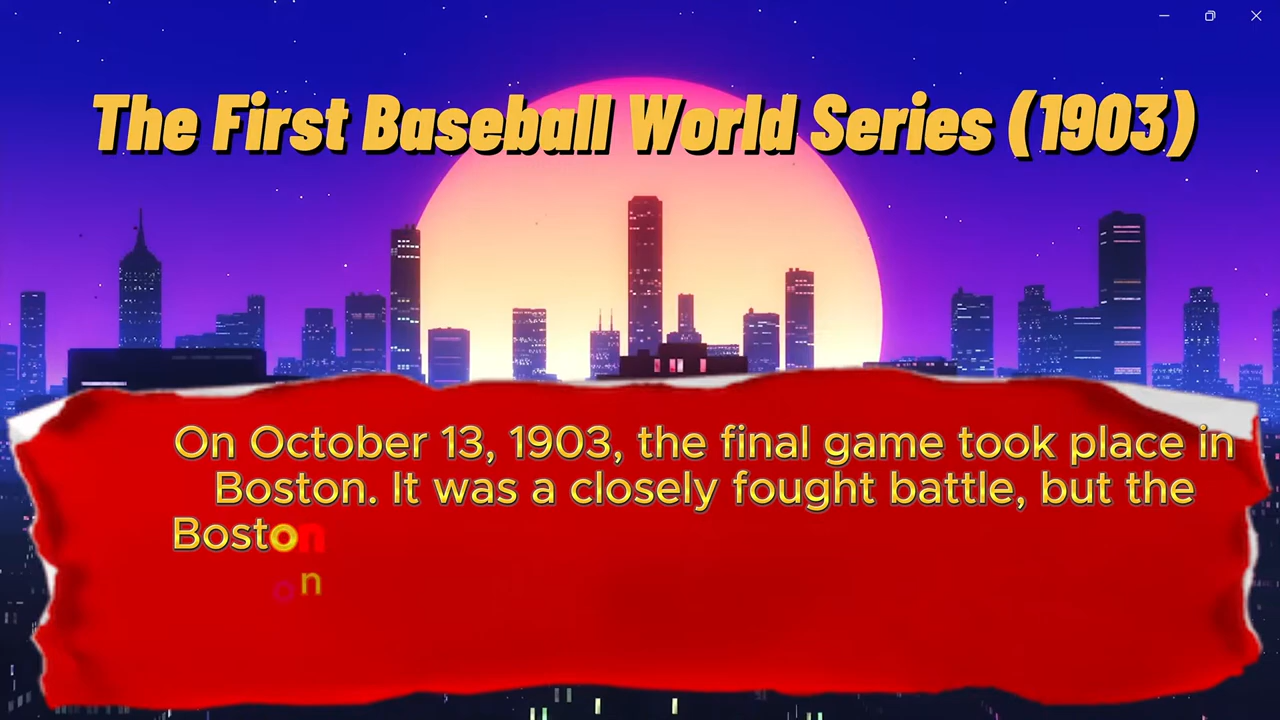 The First Baseball World Series (1903)
On October 13, 1903, the final game took place in
Boston. It was a closely fought battle, but the
Boston
on